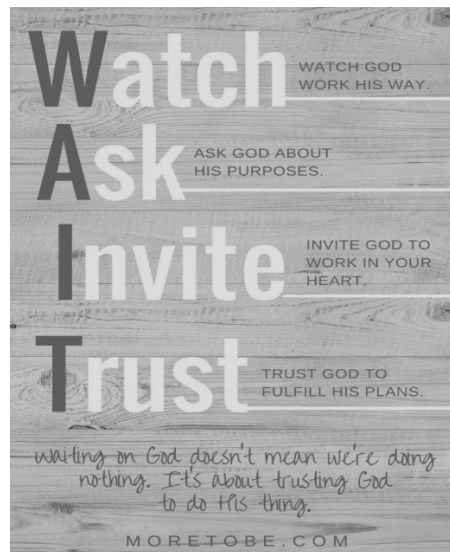 Watch
WATCH GOD
WORK HIS WAY.
Ask
ASK GOD ABOUT
HIS PURPOSES.
Invite
INVITE GOD TO
WORK IN YOUR
HEART.
Trust
TRUST GOD TO
FULFILL HIS PLANS.
waiting on God doesn't mean we're doing
nothing. It's about trusting God
to do His thing.
MORETOBE.COM